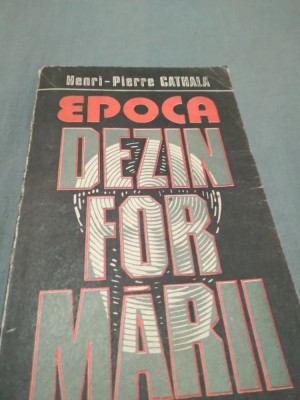 Henri-Pierre CATHALA
EPOCA
DEZIN
FOR
MĂRII